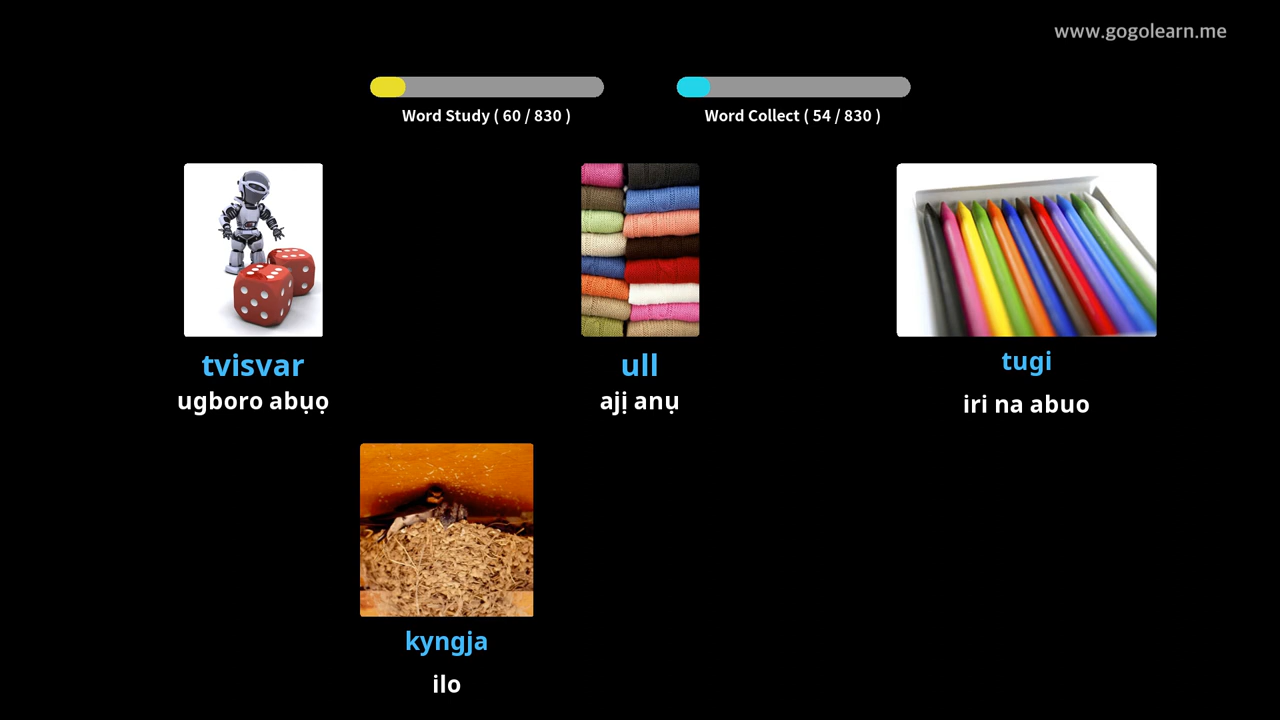 www.gogolearn.me
Word Study ( 60 / 830 )
Word Collect ( 54 / 830 )
tvisvar
ugboro abụọ
ull
ajị anụ
tugi
iri na abuo
kyngja
ilo